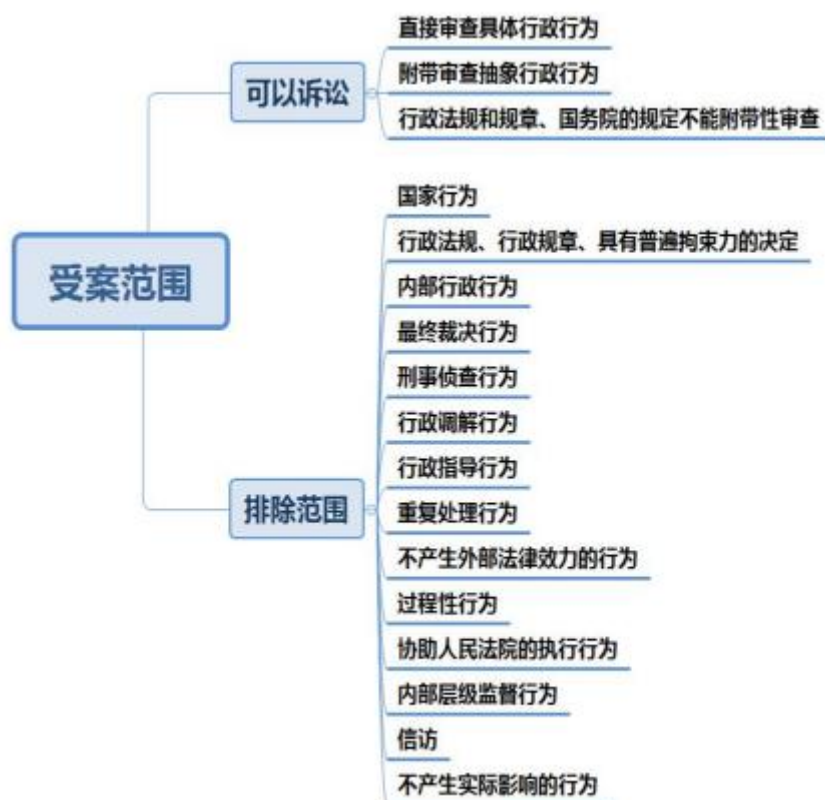 受案范围
可以诉讼
直接审查具体行政行为
附带审查抽象行政行为
行政法规和规章、国务院的规定不能附带性审查
排除范围
国家行为
行政法规、行政规章、具有普遍拘束力的决定
内部行政行为
最终裁决行为
刑事侦查行为
行政调解行为
行政指导行为
重复处理行为
不产生外部法律效力的行为
过程性行为
协助人民法院的执行行为
内部层级监督行为
信访
不产生实际影响的行为